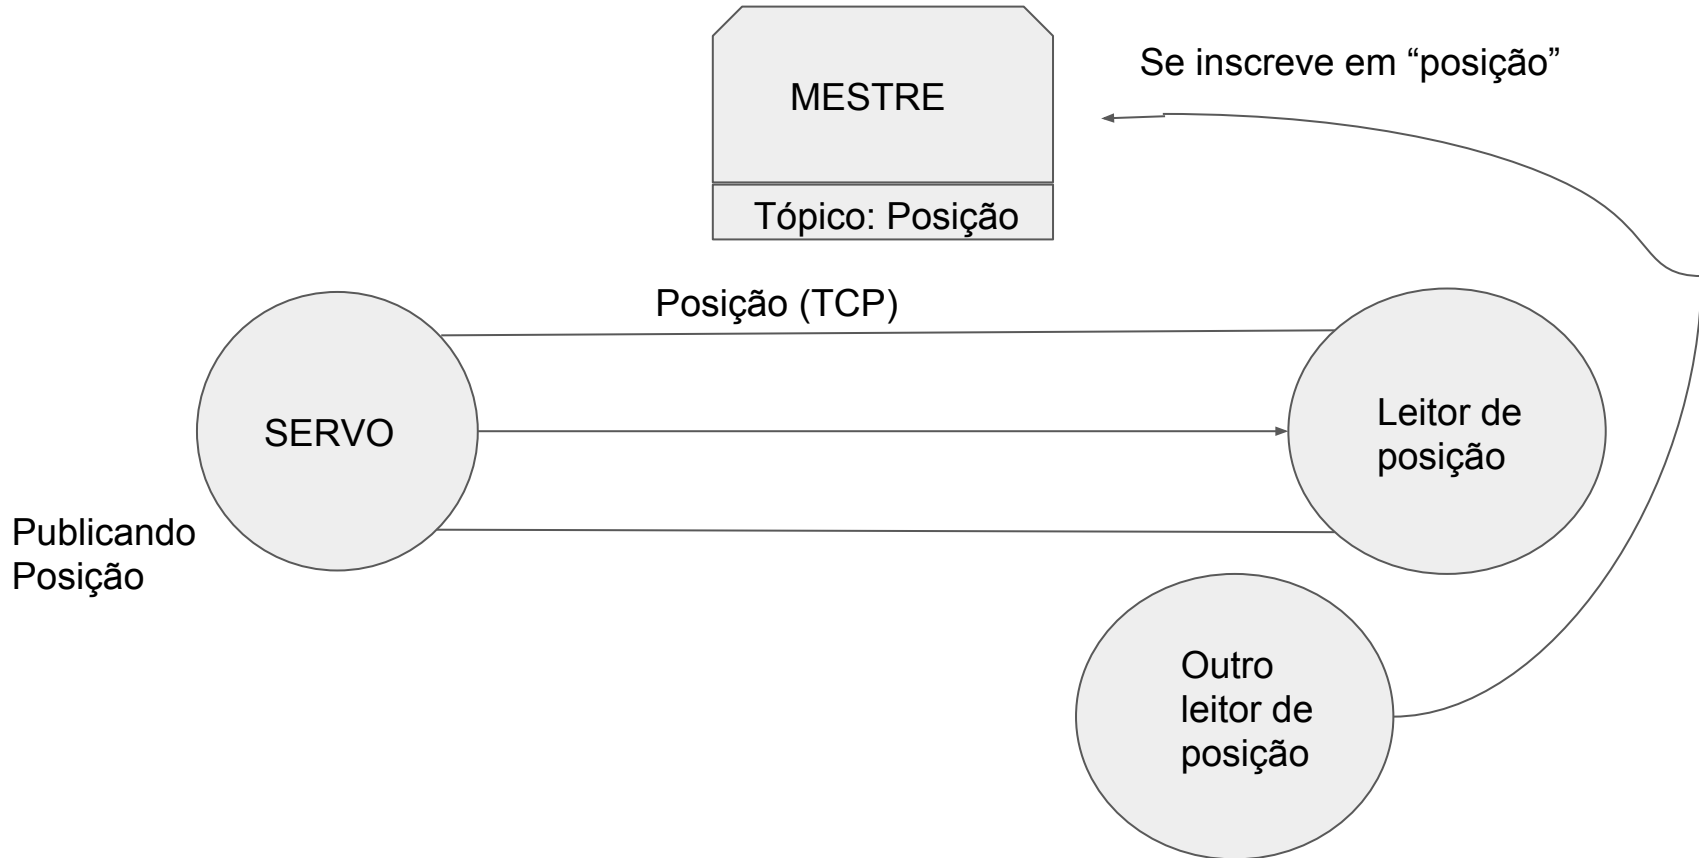 MESTRE
Se inscreve em “posição”
Tópico: Posição
Posição (TCP)
SERVO
Leitor de
posição
Publicando
Posição
Outro
leitor de
posição